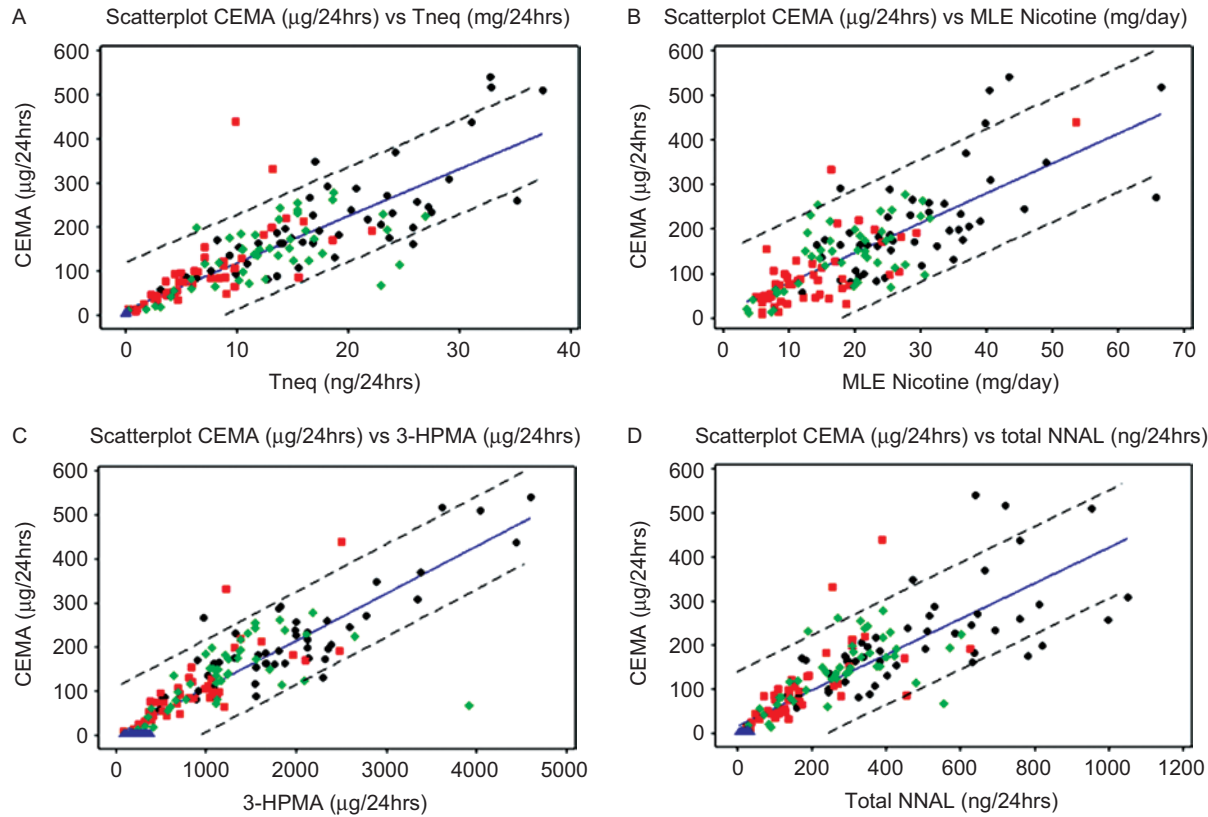 A Scatterplot CEMA (μg/24hrs) vs Tneq (mg/24hrs)
CEMA (μg/24hrs)
600
500
400
300
200
100
0
0 10 20 30 40
Tneq (ng/24hrs)
B Scatterplot CEMA (μg/24hrs) vs MLE Nicotine (mg/day)
CEMA (μg/24hrs)
600
500
400
300
200
100
0
0 10 20 30 40 50 60 70
MLE Nicotine (mg/day)
C Scatterplot CEMA (μg/24hrs) vs 3-HPMA (μg/24hrs)
CEMA (μg/24hrs)
600
500
400
300
200
100
0
0 1000 2000 3000 4000 5000
3-HPMA (μg/24hrs)
D Scatterplot CEMA (μg/24hrs) vs total NNAL (ng/24hrs)
CEMA (μg/24hrs)
600
500
400
300
200
100
0
0 200 400 600 800 1000 1200
Total NNAL (ng/24hrs)